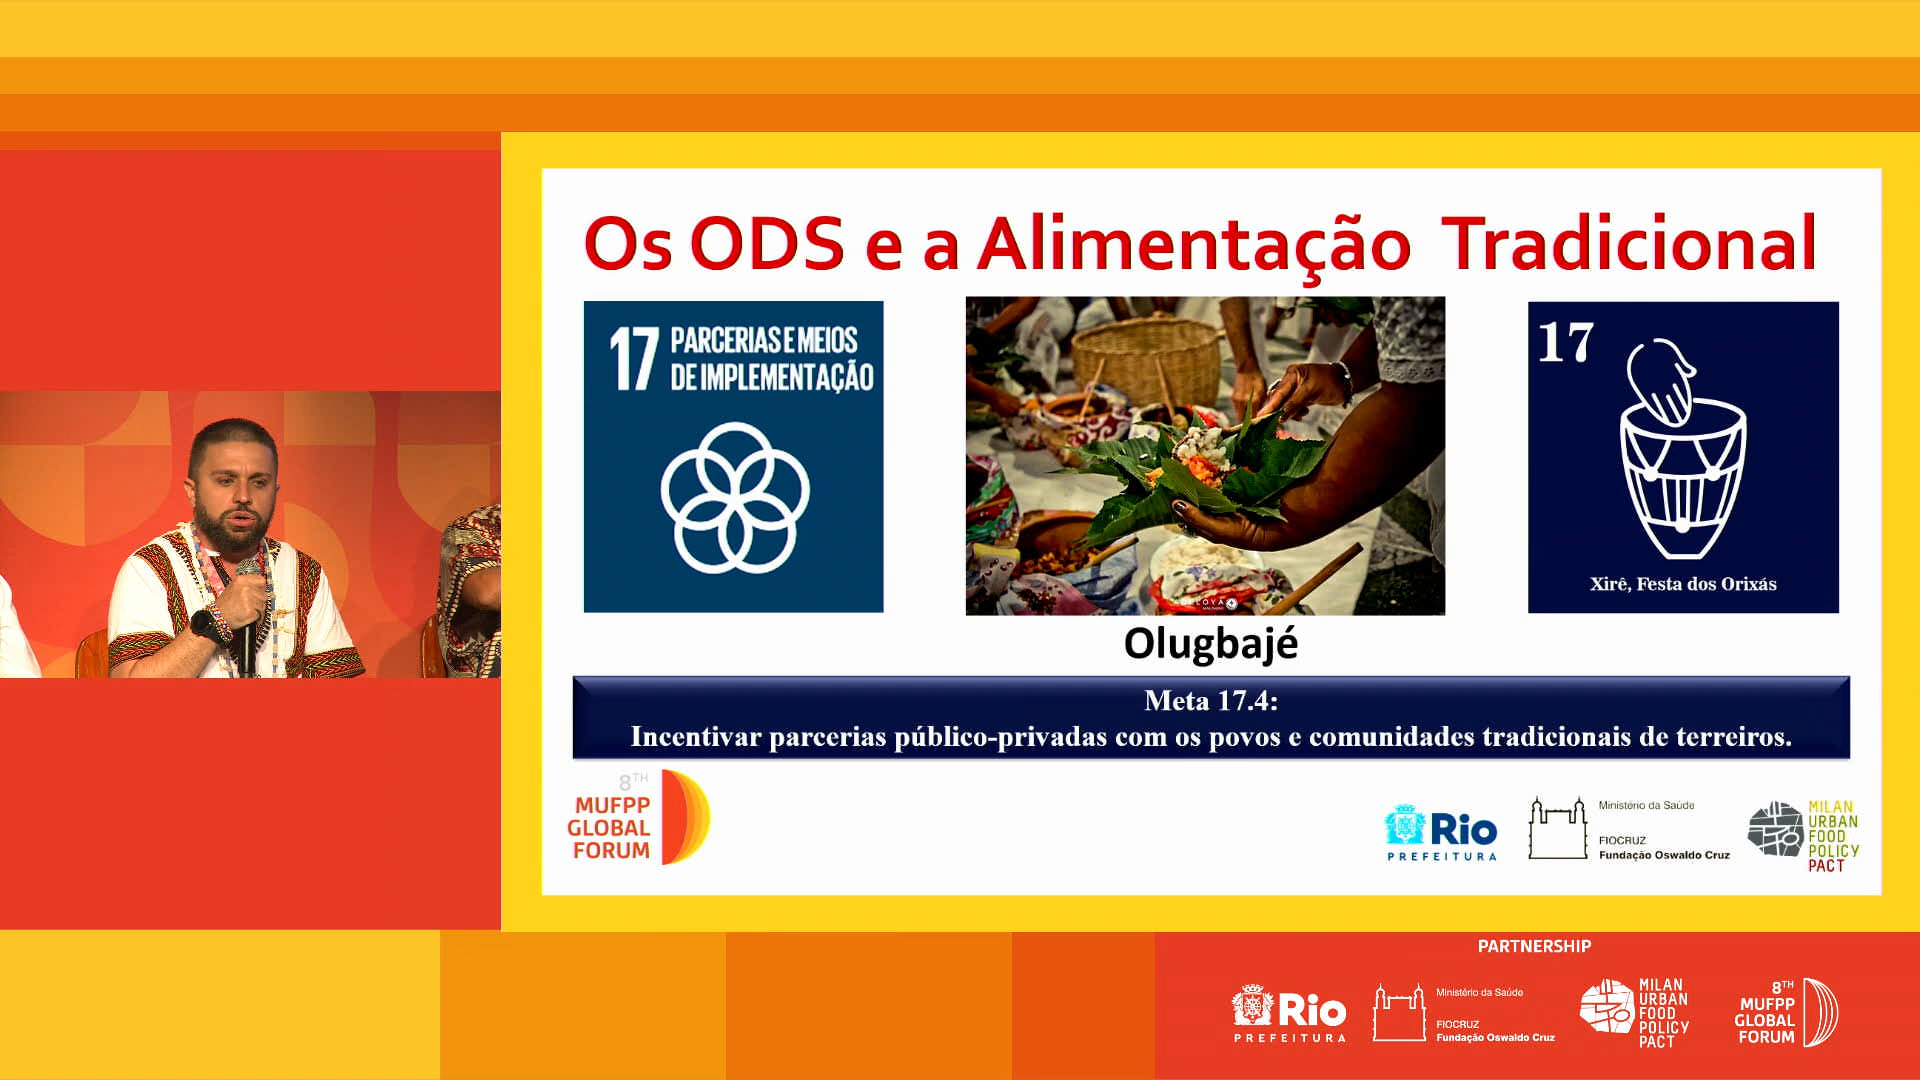 Os ODS e a Alimentação Tradicional
17 PARCERIAS E MEIOS
DE IMPLEMENTAÇÃO
17
Xirê, Festa dos Orixás
Olugbajé
Meta 17.4:
Incentivar parcerias público-privadas com os povos e comunidades tradicionais de terreiros.
8TH
MUFPP
GLOBAL
FORUM
Rio
PREFEITURA
Ministério da Saúde
FIOCRUZ
Fundação Oswaldo Cruz
MILAN
URBAN
FOOD
POLICY
PACT
PARTNERSHIP
Rio
PREFEITURA
Ministério da Saúde
FIOCRUZ
Fundação Oswaldo Cruz
MILAN
URBAN
FOOD
POLICY
PACT
8TH
MUFPP
GLOBAL
FORUM